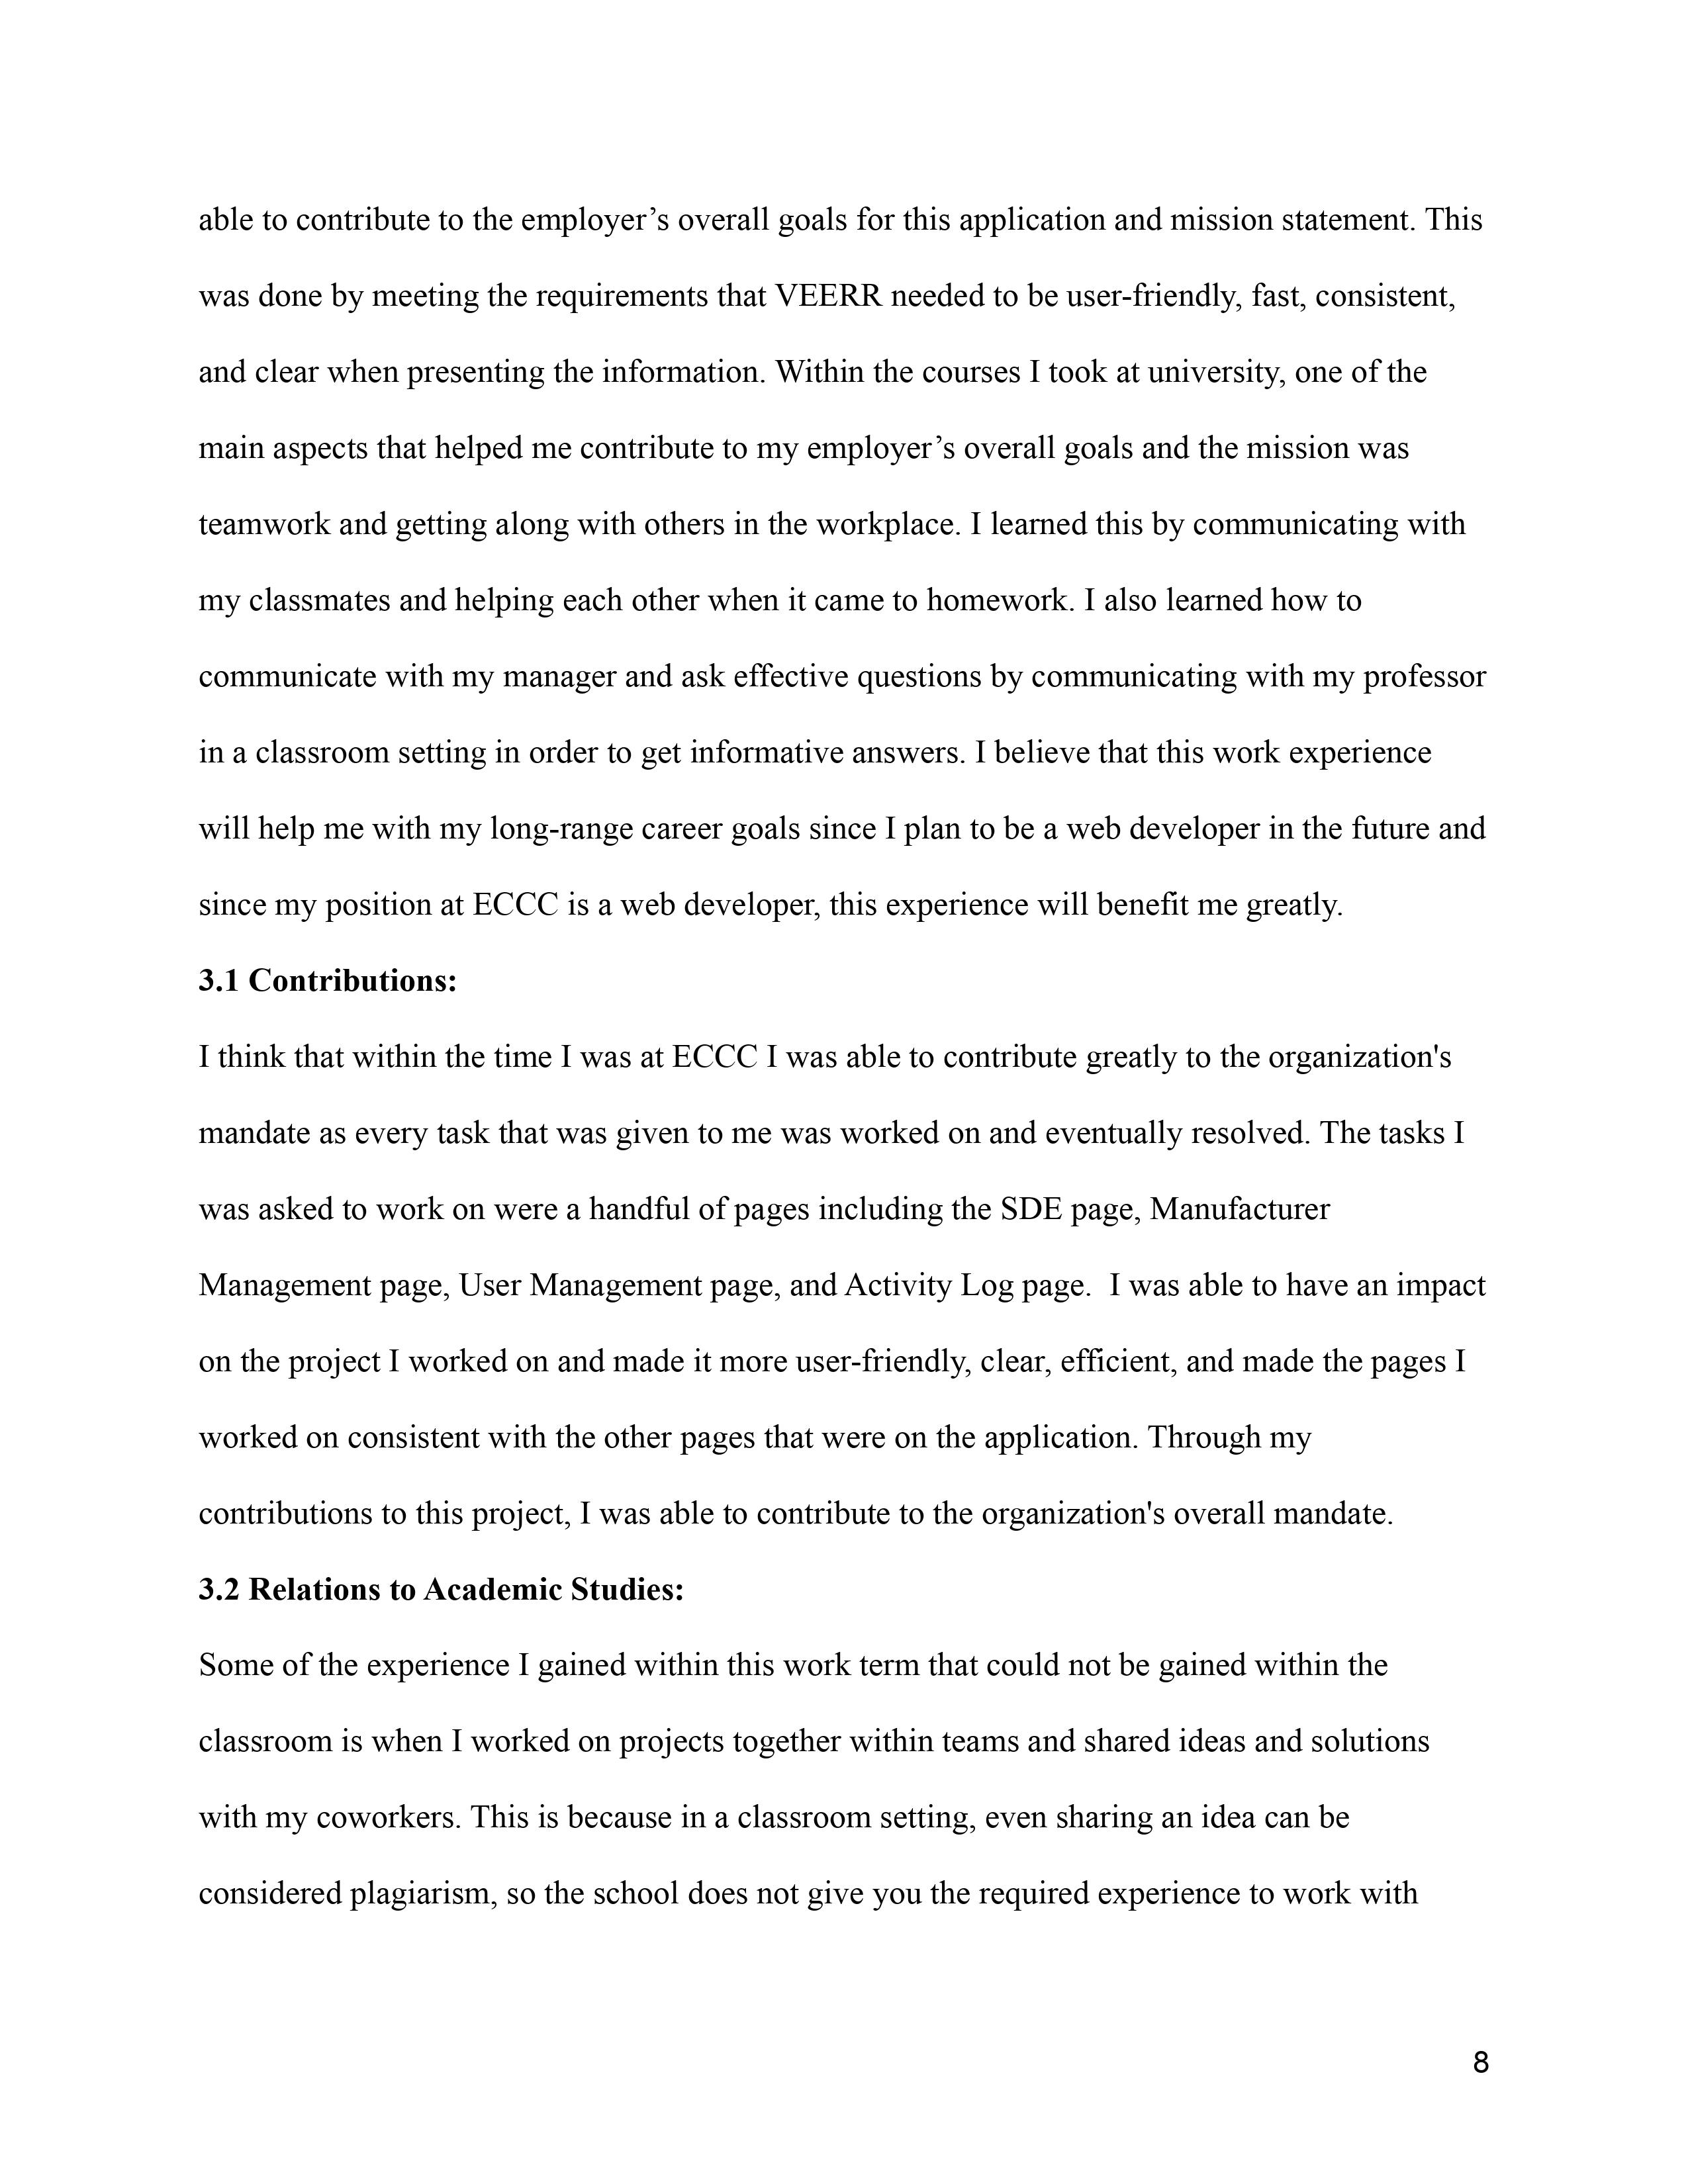 able to contribute to the employer’s overall goals for this application and mission statement. This
was done by meeting the requirements that VEERR needed to be user-friendly, fast, consistent,
and clear when presenting the information. Within the courses I took at university, one of the
main aspects that helped me contribute to my employer’s overall goals and the mission was
teamwork and getting along with others in the workplace. I learned this by communicating with
my classmates and helping each other when it came to homework. I also learned how to
communicate with my manager and ask effective questions by communicating with my professor
in a classroom setting in order to get informative answers. I believe that this work experience
will help me with my long-range career goals since I plan to be a web developer in the future and
since my position at ECCC is a web developer, this experience will benefit me greatly.
3.1 Contributions:
I think that within the time I was at ECCC I was able to contribute greatly to the organization's
mandate as every task that was given to me was worked on and eventually resolved. The tasks I
was asked to work on were a handful of pages including the SDE page, Manufacturer
Management page, User Management page, and Activity Log page.  I was able to have an impact
on the project I worked on and made it more user-friendly, clear, efficient, and made the pages I
worked on consistent with the other pages that were on the application. Through my
contributions to this project, I was able to contribute to the organization's overall mandate.
3.2 Relations to Academic Studies:
Some of the experience I gained within this work term that could not be gained within the
classroom is when I worked on projects together within teams and shared ideas and solutions
with my coworkers. This is because in a classroom setting, even sharing an idea can be
considered plagiarism, so the school does not give you the required experience to work with
8